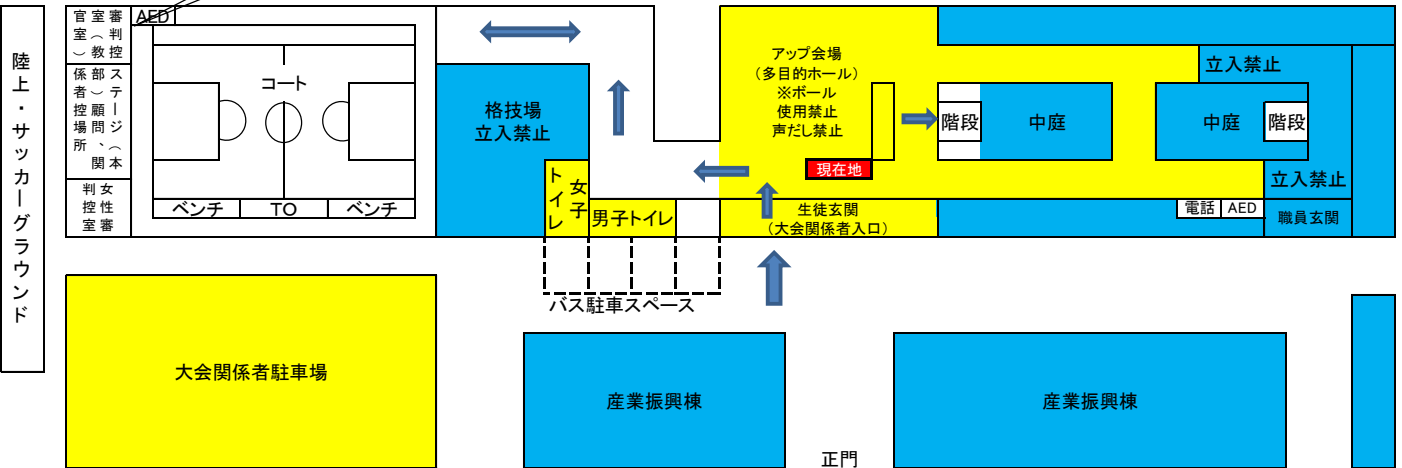 陸上・サッカーグラウンド
審判控
室（教
官室）
AED
ステージ（本
部）顧問、関
係者控場所
女性審
判控室
コート
ベンチ
TO
ベンチ
格技場
立入禁止
女子
トイレ
男子トイレ
アップ会場
（多目的ホール）
※ボール
使用禁止
声だし禁止
現在地
生徒玄関
（大会関係者入口）
階段
中庭
中庭
階段
立入禁止
立入禁止
電話
AED
職員玄関
バス駐車スペース
大会関係者駐車場
産業振興棟
産業振興棟
正門